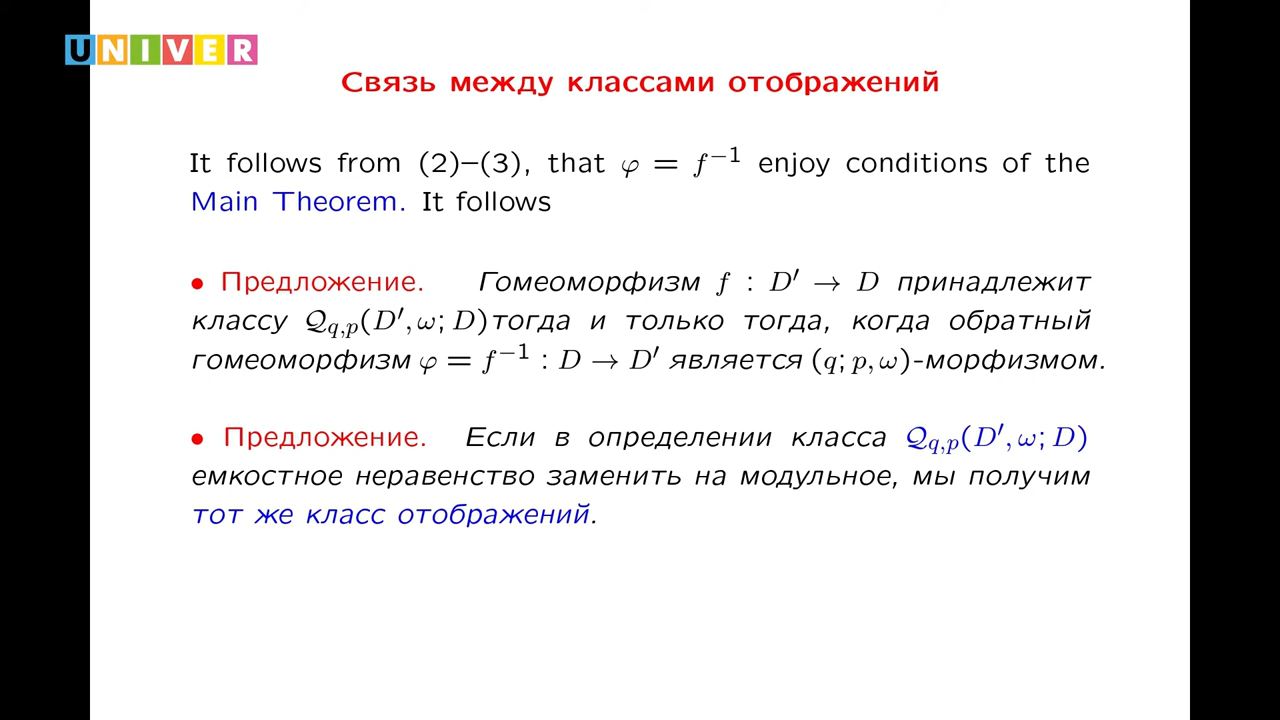 UNIVER
Связь между классами отображений
It follows from (2)–(3), that φ = f⁻¹ enjoy conditions of the
Main Theorem. It follows
• Предложение. Гомеоморфизм f : D′ → D принадлежит
классу 𝒬q,p(D′, ω; D)тогда и только тогда, когда обратный
гомеоморфизм φ = f⁻¹ : D → D′ является (q; p, ω)-морфизмом.
• Предложение. Если в определении класса 𝒬q,p(D′, ω; D)
емкостное неравенство заменить на модульное, мы получим
тот же класс отображений.